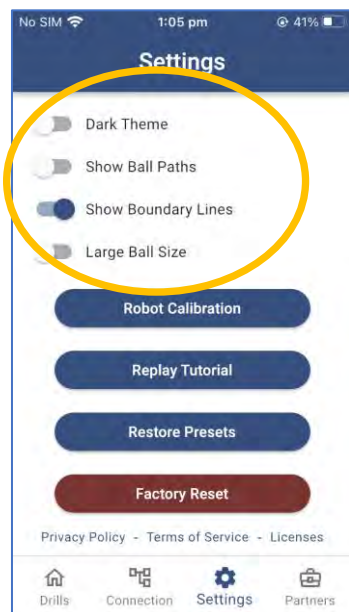 No SIM 1:05 pm 41%
Settings
Dark Theme
Show Ball Paths
Show Boundary Lines
Large Ball Size
Robot Calibration
Replay Tutorial
Restore Presets
Factory Reset
Privacy Policy - Terms of Service - Licenses
Drills Connection Settings Partners